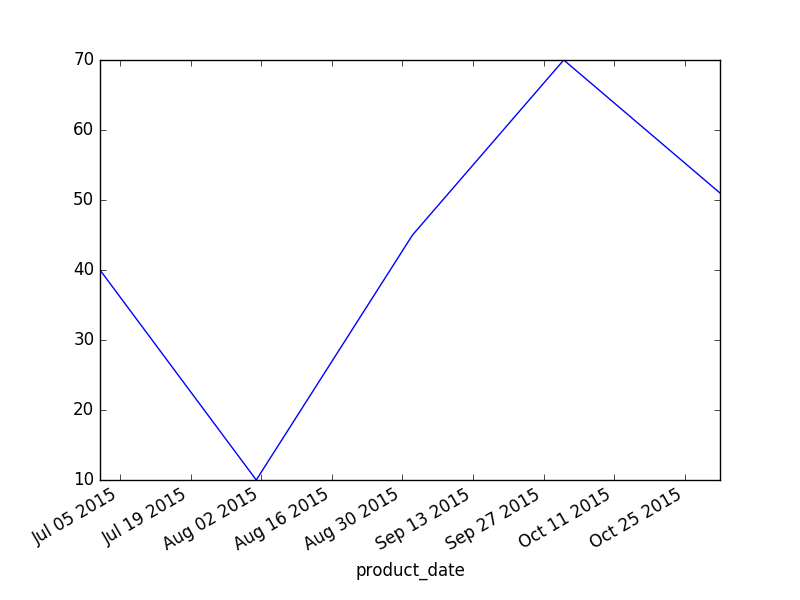 70
60
50
40
30
20
10
Jul 05 2015
Jul 19 2015
Aug 02 2015
Aug 16 2015
Aug 30 2015
Sep 13 2015
Sep 27 2015
Oct 11 2015
Oct 25 2015
product_date